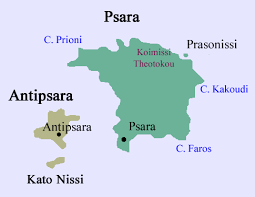 Psara
C. Prioni
Koimissi
Theotokou
Prasonissi
Antipsara
C. Kakoudi
Antipsara
Psara
C. Faros
Kato Nissi